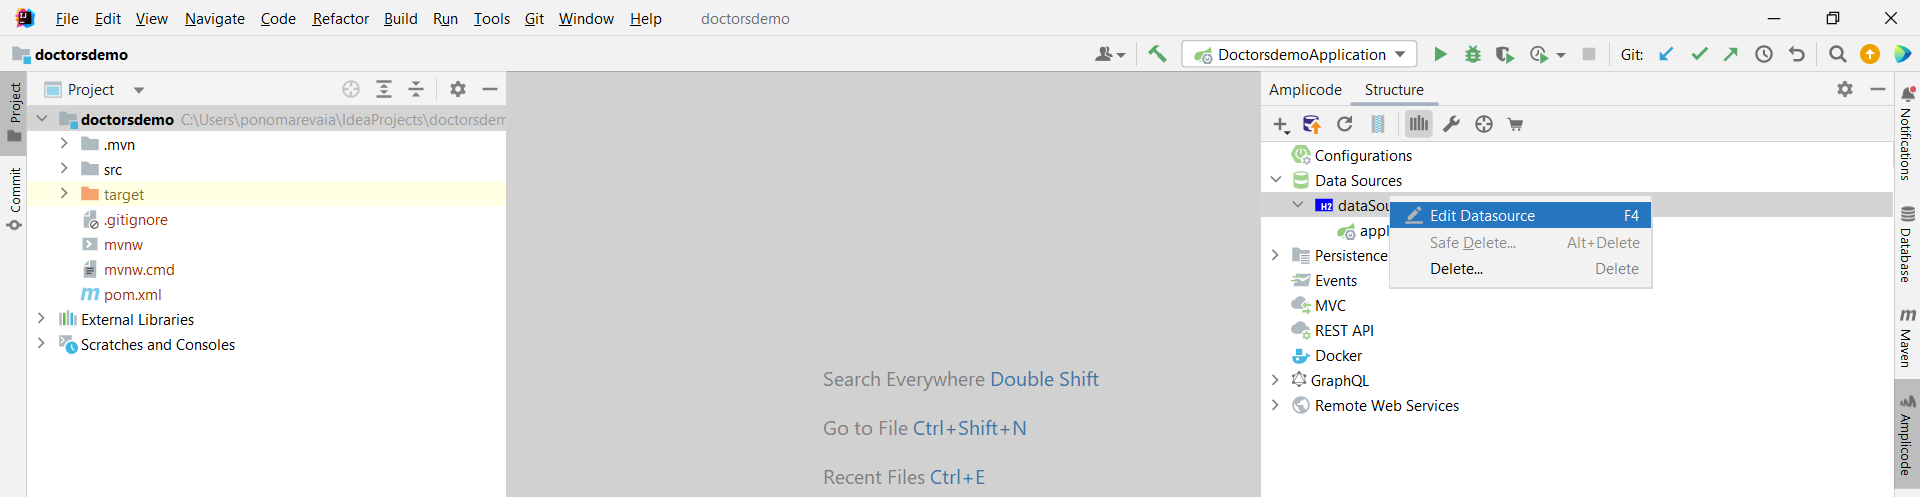 File Edit View Navigate Code Refactor Build Run Tools Git Window Help doctorsdemo
doctorsdemo
DoctorsdemoApplication
Git:
Project
Commit
Project
doctorsdemo C:\Users\ponomarevaia\IdeaProjects\doctorsdem
.mvn
src
target
.gitignore
mvnw
mvnw.cmd
m pom.xml
External Libraries
Scratches and Consoles
Search Everywhere Double Shift
Go to File Ctrl+Shift+N
Recent Files Ctrl+E
Amplicode Structure
Configurations
Data Sources
H2 dataSou
appl
Persistence
Events
MVC
REST API
Docker
GraphQL
Remote Web Services
Edit Datasource F4
Safe Delete... Alt+Delete
Delete... Delete
Notifications
Database
m Maven
Amplicode